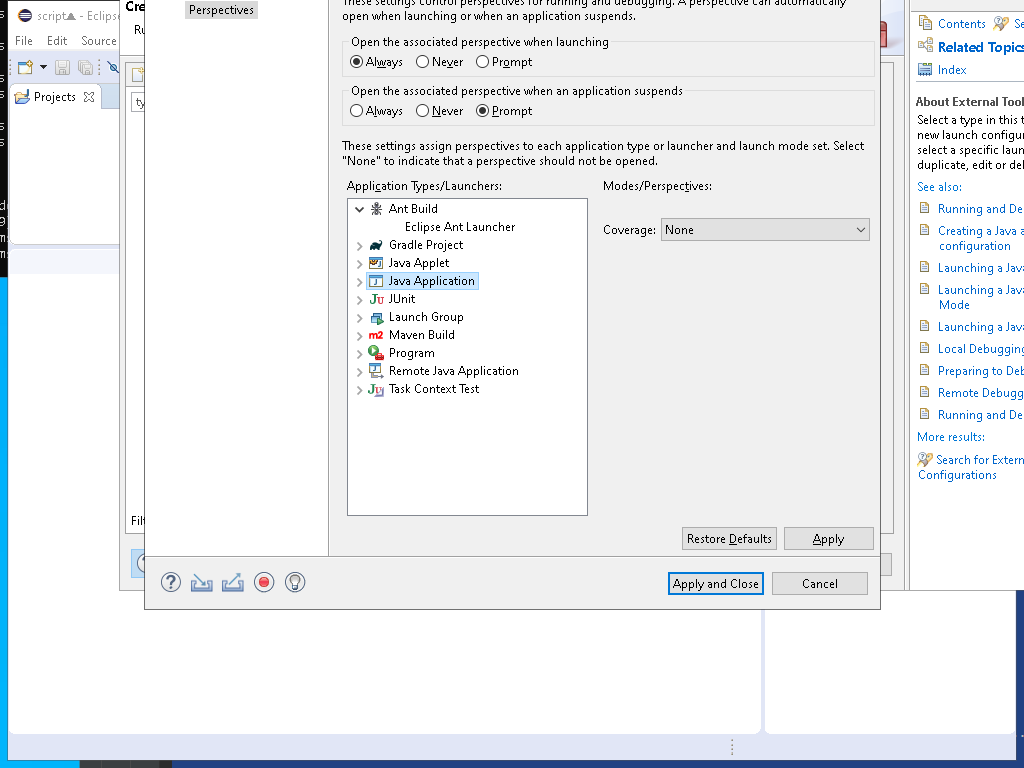 script▲ - Eclipse
File Edit Source
Projects
Perspectives
These settings control perspectives for running and debugging. A perspective can automatically
open when launching or when an application suspends.
Open the associated perspective when launching
Always Never Prompt
Open the associated perspective when an application suspends
Always Never Prompt
These settings assign perspectives to each application type or launcher and launch mode set. Select
"None" to indicate that a perspective should not be opened.
Application Types/Launchers:
Modes/Perspectives:
Ant Build
Eclipse Ant Launcher
Gradle Project
Java Applet
Java Application
JUnit
Launch Group
Maven Build
Program
Remote Java Application
Task Context Test
Coverage: None
Restore Defaults Apply
Apply and Close Cancel
Cre
Ru
ty
Filt
Contents Se
Related Topics
Index
About External Tool
Select a type in this t
new launch configur
select a specific laun
duplicate, edit or del
See also:
Running and De
Creating a Java a
configuration
Launching a Java
Launching a Java
Mode
Launching a Java
Local Debugging
Preparing to Deb
Remote Debugg
Running and De
More results:
Search for Extern
Configurations